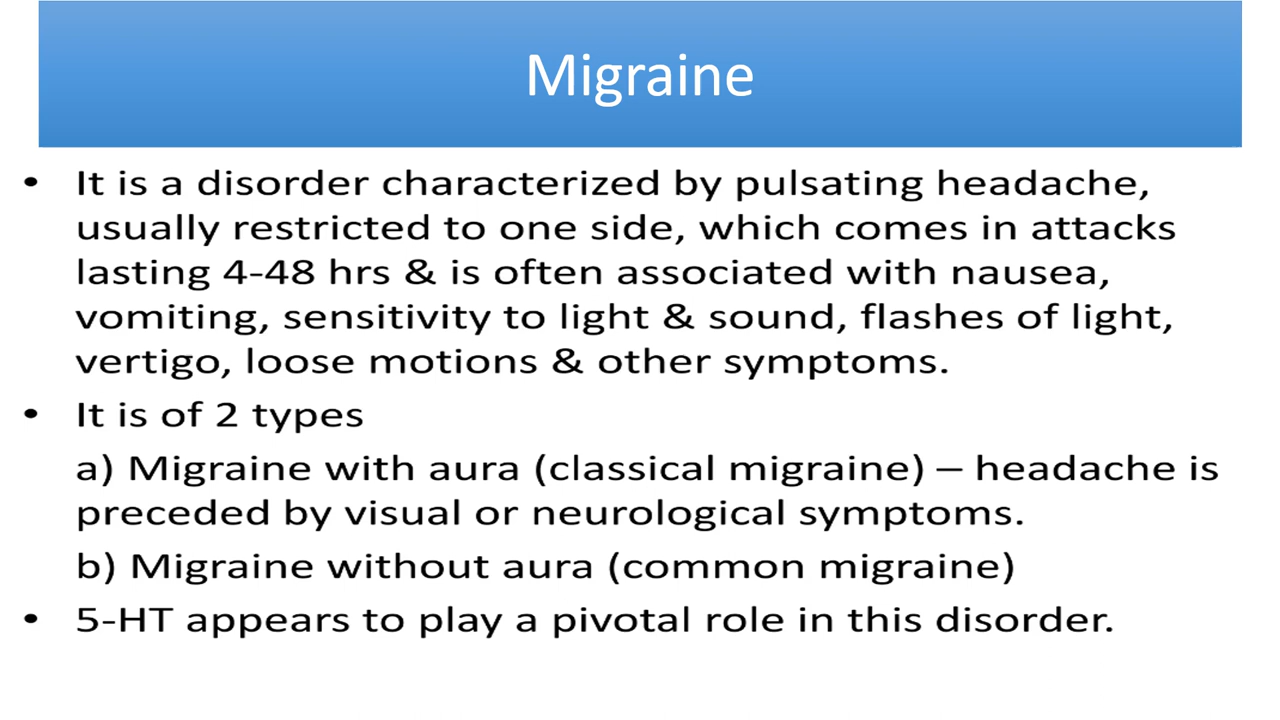 Migraine
• It is a disorder characterized by pulsating headache,
usually restricted to one side, which comes in attacks
lasting 4-48 hrs & is often associated with nausea,
vomiting, sensitivity to light & sound, flashes of light,
vertigo, loose motions & other symptoms.
• It is of 2 types
a) Migraine with aura (classical migraine) – headache is
preceded by visual or neurological symptoms.
b) Migraine without aura (common migraine)
• 5-HT appears to play a pivotal role in this disorder.